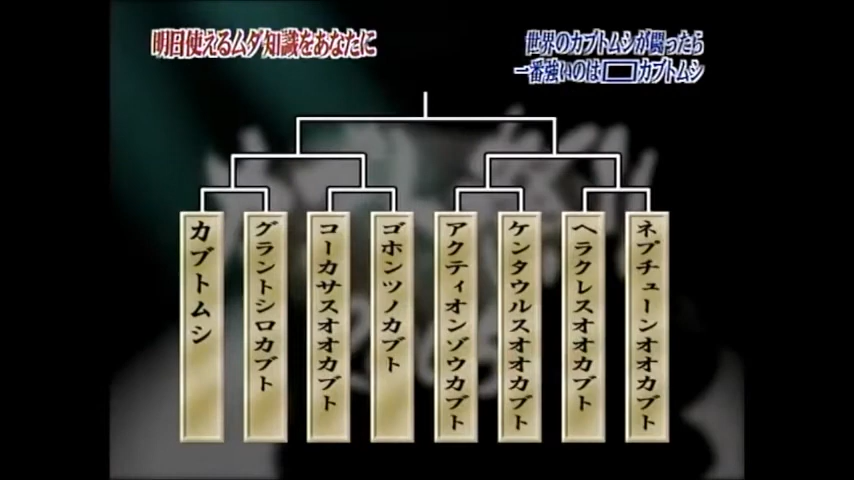 明日使えるムダ知識をあなたに
世界のカブトムシが闘ったら
一番強いのは カブトムシ
カブトムシ
グラントシロカブト
コーカサスオオカブト
ゴホンツノカブト
アクティオンゾウカブト
ケンタウルスオオカブト
ヘラクレスオオカブト
ネプチューンオオカブト